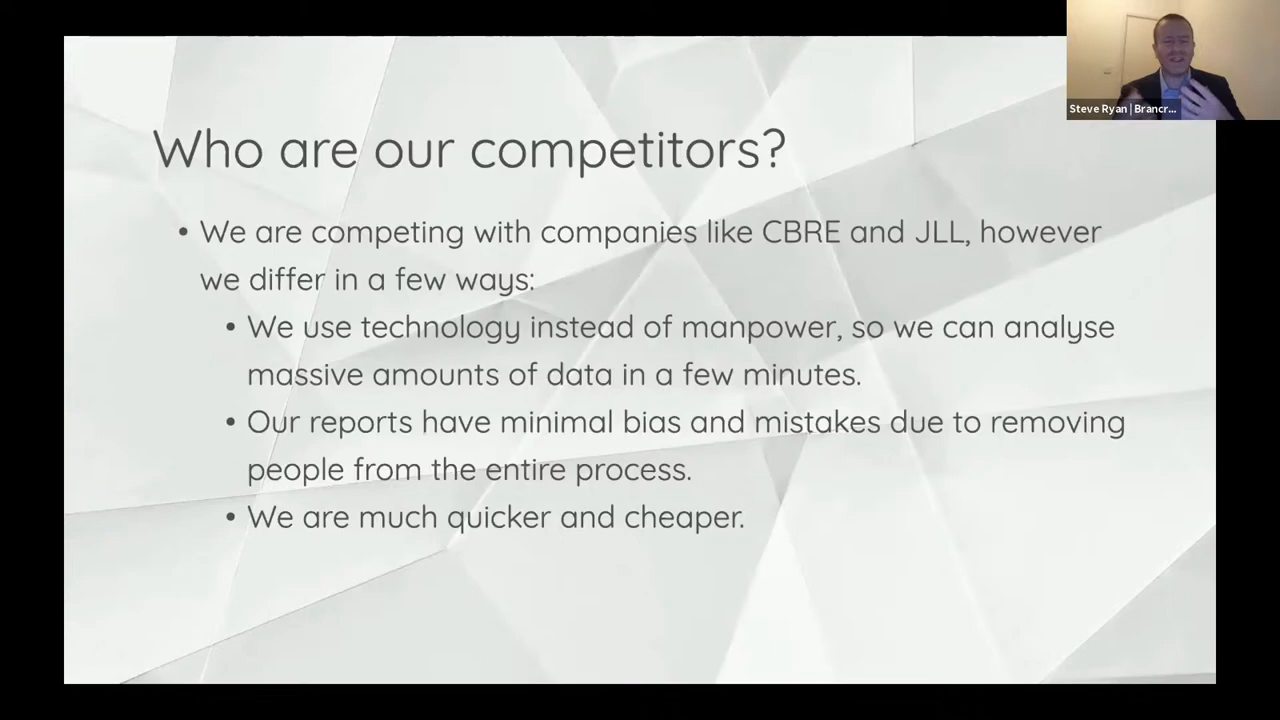 Who are our competitors?
• We are competing with companies like CBRE and JLL, however
we differ in a few ways:
• We use technology instead of manpower, so we can analyse
massive amounts of data in a few minutes.
• Our reports have minimal bias and mistakes due to removing
people from the entire process.
• We are much quicker and cheaper.
Steve Ryan | Brancr...